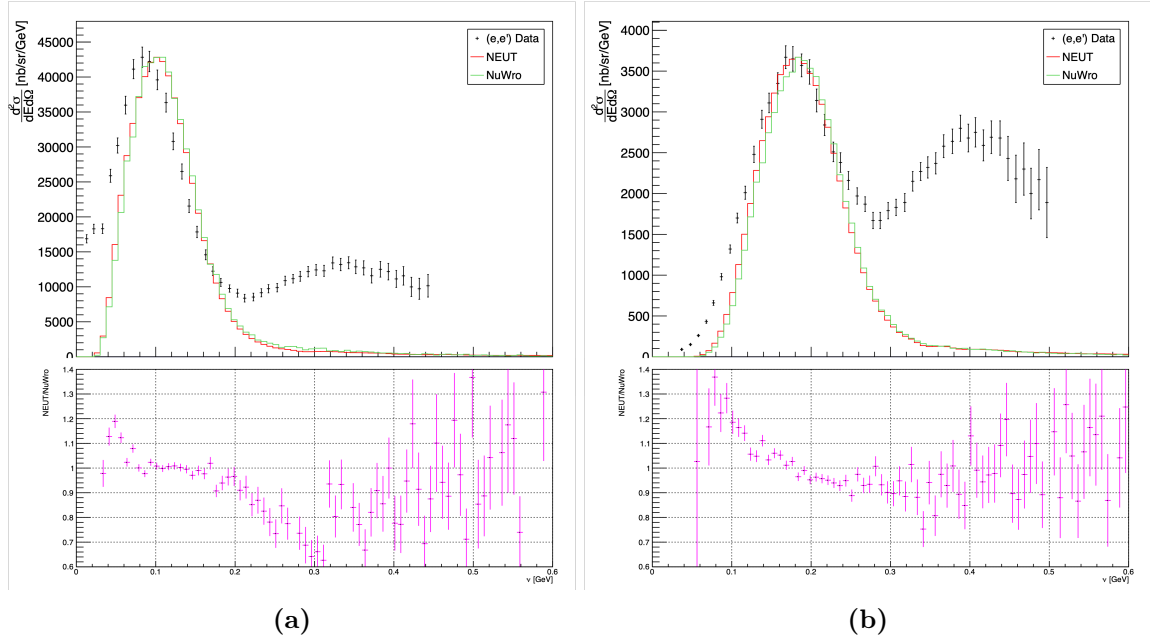 d²σ
dEdΩ [nb/sr/GeV]
45000
40000
35000
30000
25000
20000
15000
10000
5000
0
(e,e') Data
NEUT
NuWro
NEUT/NuWro
1.4
1.3
1.2
1.1
1
0.9
0.8
0.7
0.6
0 0.1 0.2 0.3 0.4 0.5 0.6
ν [GeV]
(a)
d²σ
dEdΩ [nb/sr/GeV]
4000
3500
3000
2500
2000
1500
1000
500
0
(e,e') Data
NEUT
NuWro
NEUT/NuWro
1.4
1.3
1.2
1.1
1
0.9
0.8
0.7
0.6
0 0.1 0.2 0.3 0.4 0.5 0.6
ν [GeV]
(b)